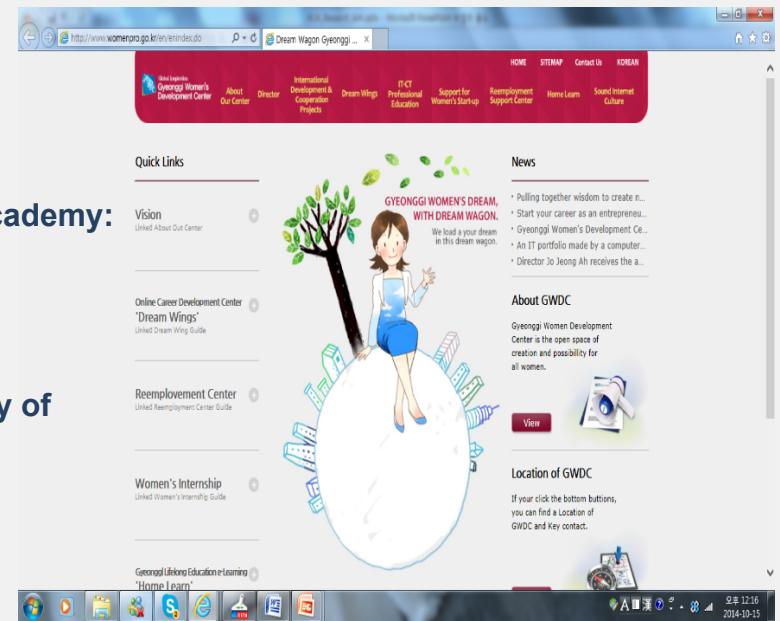 cademy:
y of
http://www.womenpro.go.kr/en/enindex.do
Dream Wagon Gyeonggi ...
HOME SITEMAP Contact Us KOREAN
Gyeonggi Women's
Development Center
About
Our Center
Director
International
Development &
Cooperation
Projects
Dream Wings
IT-CT
Professional
Education
Support for
Women's Start-up
Reemployment
Support Center
Home Learn
Sound Internet
Culture
Quick Links
Vision
Linked About Out Center
Online Career Development Center
'Dream Wings'
Linked Dream Wing Guide
Reemplovement Center
Linked Reemployment Center Guide
Women's Internship
Linked Women's Internship Guide
Gyeonggi Lifelong Education e-Learning
'Home Learn'
GYEONGGI WOMEN'S DREAM,
WITH DREAM WAGON.
We load a your dream
in this dream wagon.
News
Pulling together wisdom to create n...
Start your career as an entrepreneu...
Gyeonggi Women's Development Ce...
An IT portfolio made by a computer...
Director Jo Jeong Ah receives the a...
About GWDC
Gyeonggi Women Development
Center is the open space of
creation and possibility for
all women.
View
Location of GWDC
If your click the bottom buttions,
you can find a Location of
GWDC and Key contact.
A 漢
오후 12:16
2014-10-15